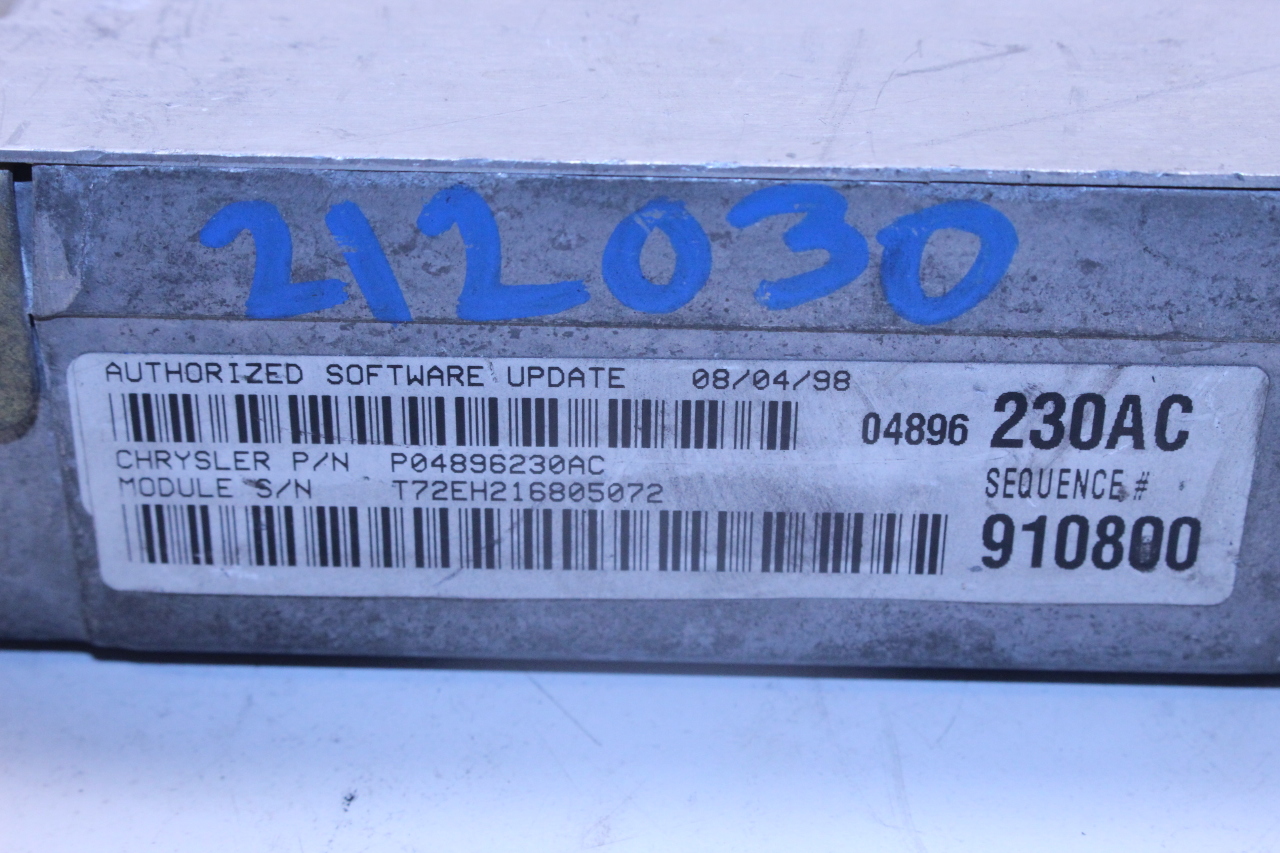 212030
AUTHORIZED SOFTWARE UPDATE 08/04/98
04896 230AC
CHRYSLER P/N P04896230AC
SEQUENCE #
MODULE S/N T72EH216805072
910800